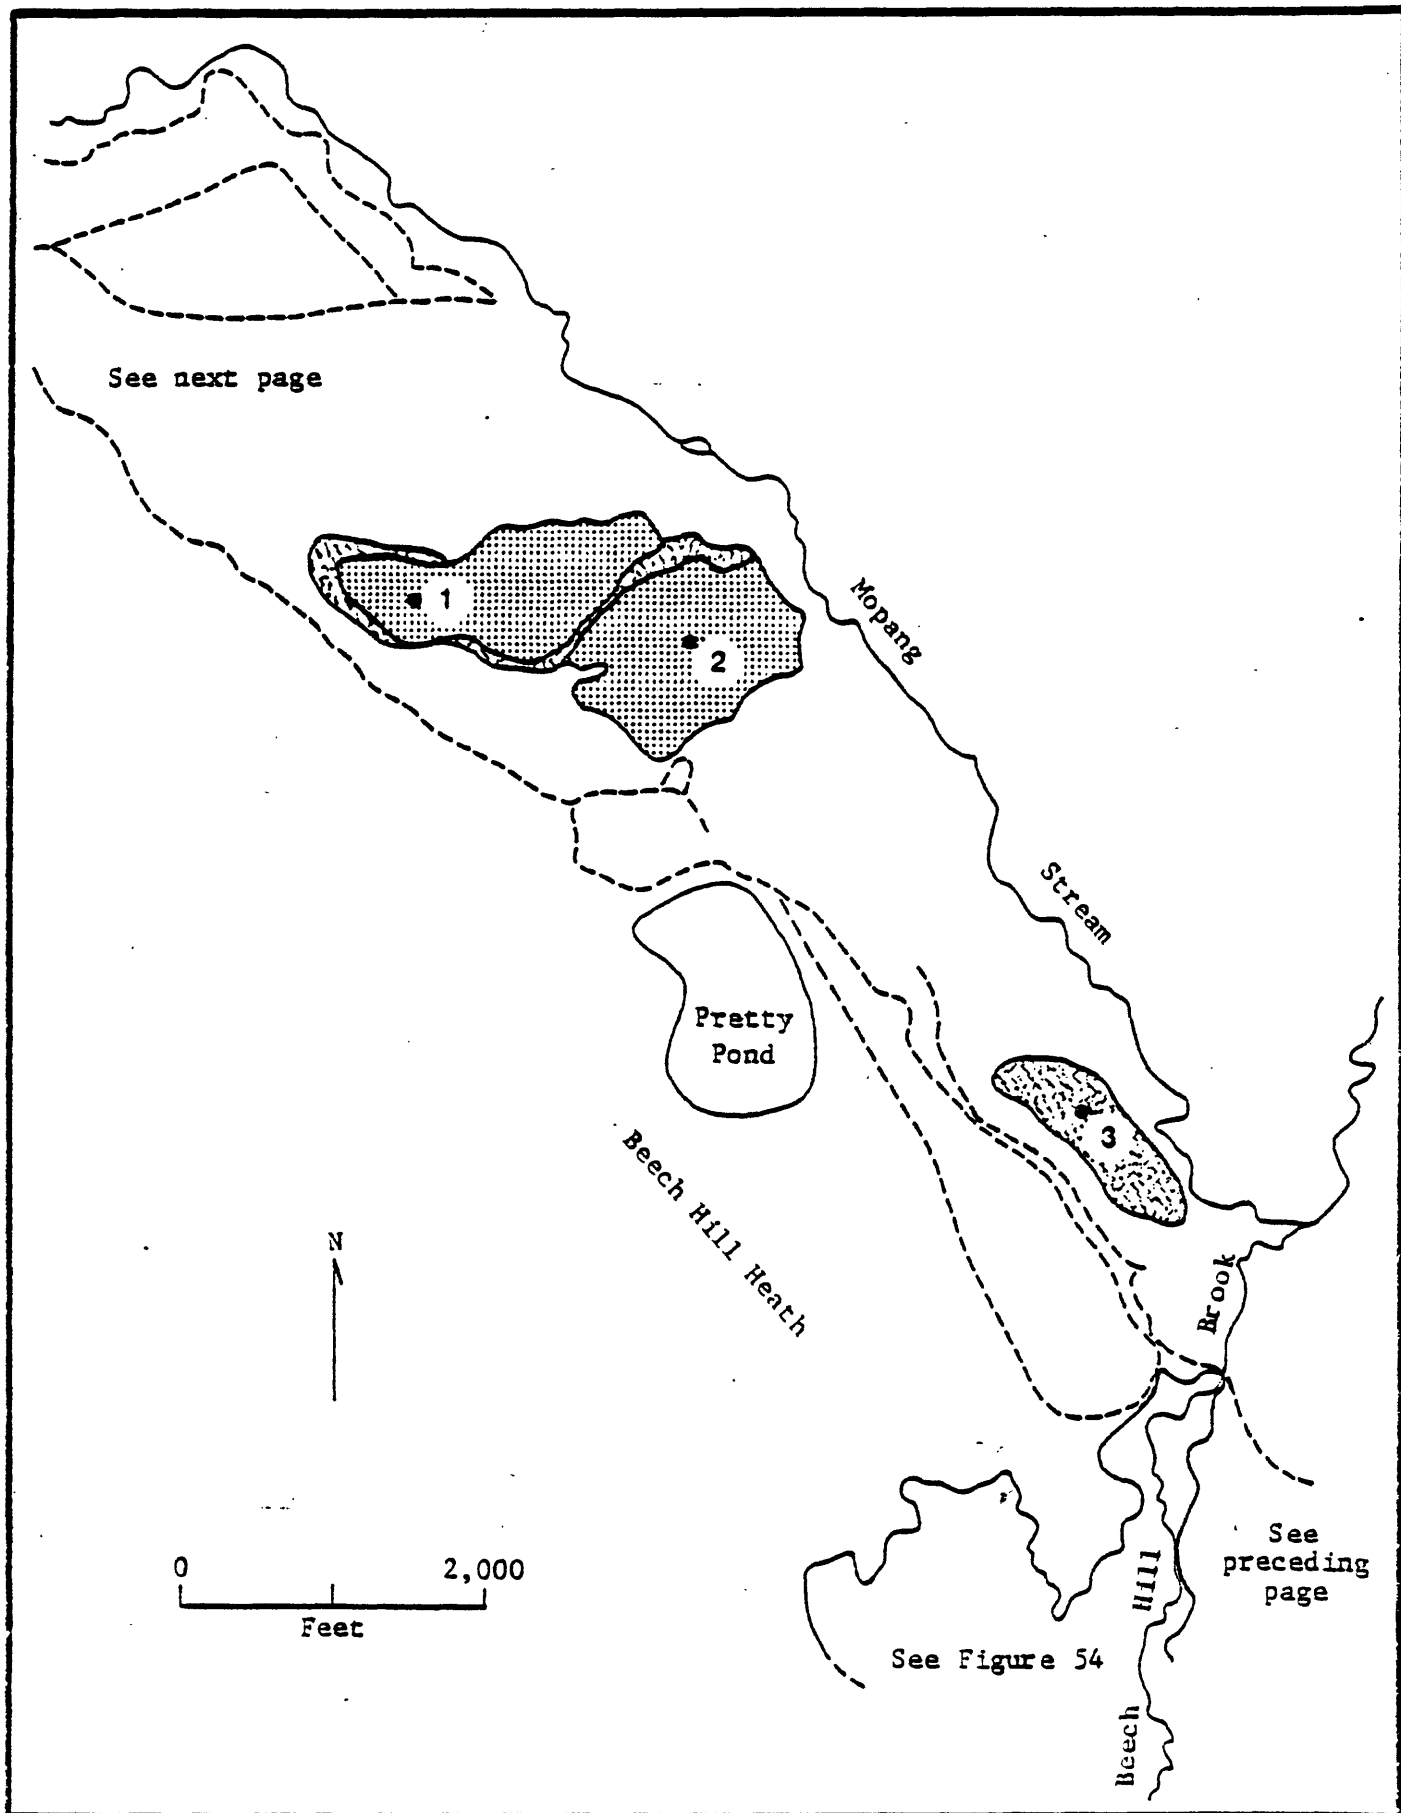 See next page
1
2
Mopang
Stream
Pretty
Pond
3
Beech Hill Heath
N
Brook
Hill
Beech
See
preceding
page
0 2,000
Feet
See Figure 54